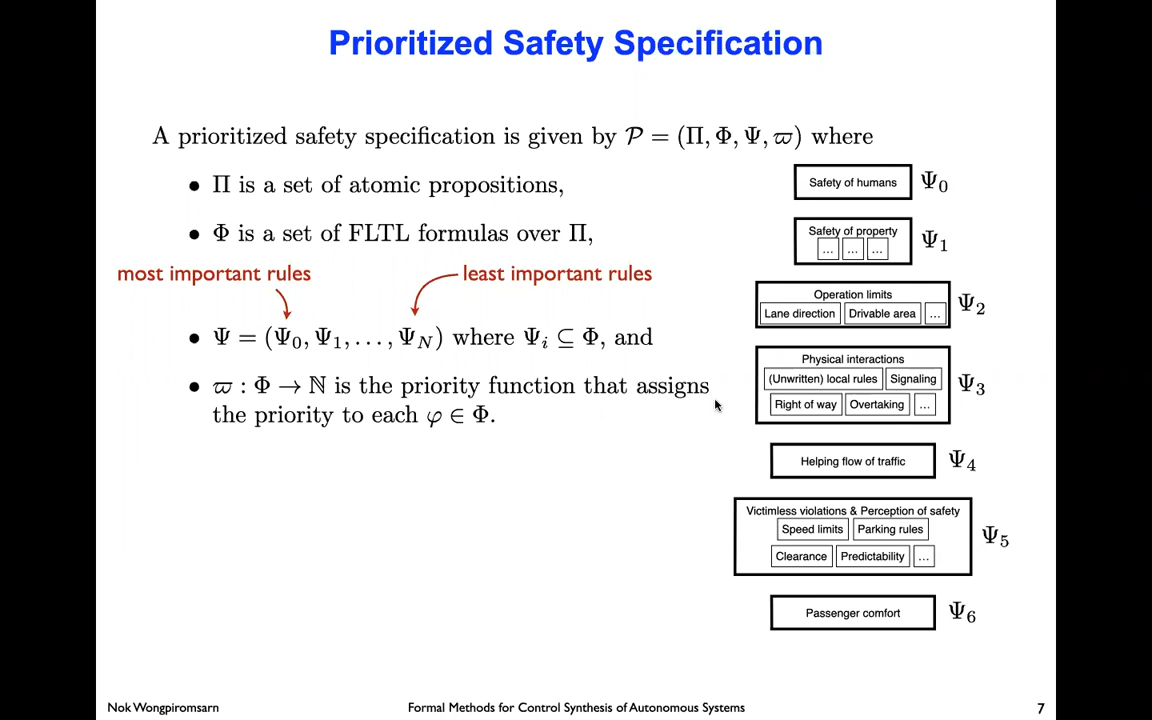 Prioritized Safety Specification
A prioritized safety specification is given by 𝒫 = (Π, Φ, Ψ, ϖ) where
• Π is a set of atomic propositions,
• Φ is a set of FLTL formulas over Π,
most important rules
least important rules
• Ψ = (Ψ₀, Ψ₁, . . . , Ψ_N) where Ψᵢ ⊆ Φ, and
• ϖ : Φ → ℕ is the priority function that assigns
the priority to each φ ∈ Φ.
Safety of humans Ψ₀
Safety of property Ψ₁
... ... ...
Operation limits Ψ₂
Lane direction Drivable area ...
Physical interactions Ψ₃
(Unwritten) local rules Signaling
Right of way Overtaking ...
Helping flow of traffic Ψ₄
Victimless violations & Perception of safety Ψ₅
Speed limits Parking rules
Clearance Predictability ...
Passenger comfort Ψ₆
Nok Wongpiromsarn Formal Methods for Control Synthesis of Autonomous Systems 7